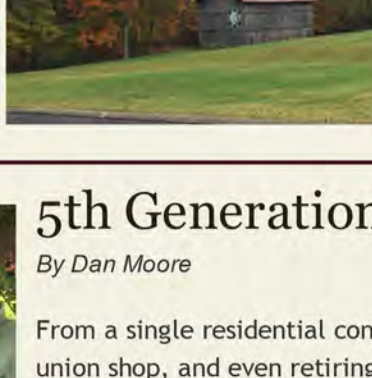 5th Generation
By Dan Moore
From a single residential con
union shop, and even retiring